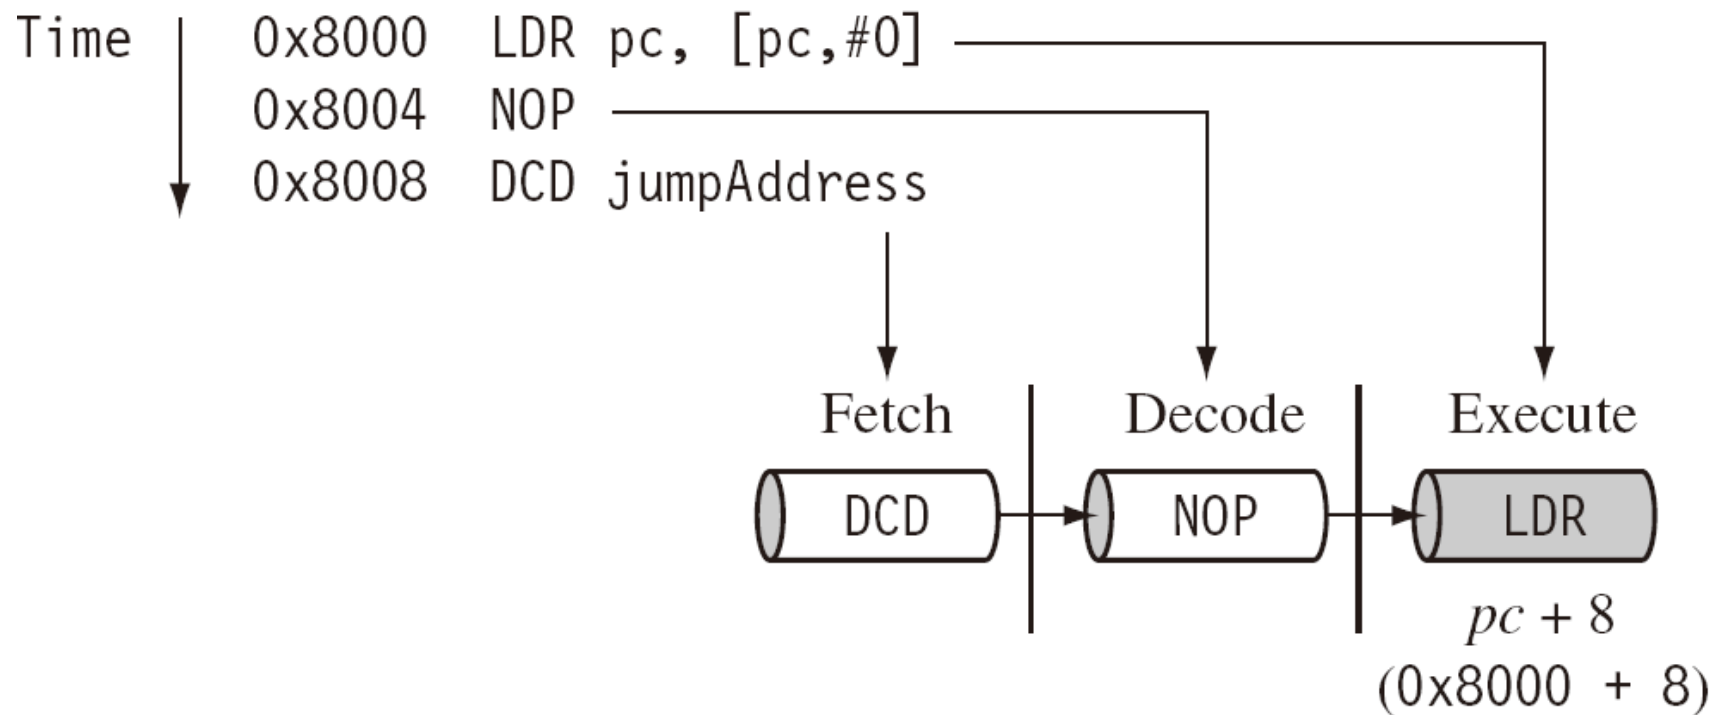 Time 0x8000 LDR pc, [pc,#0]
0x8004 NOP
0x8008 DCD jumpAddress
Fetch Decode Execute
DCD NOP LDR
pc + 8
(0x8000 + 8)